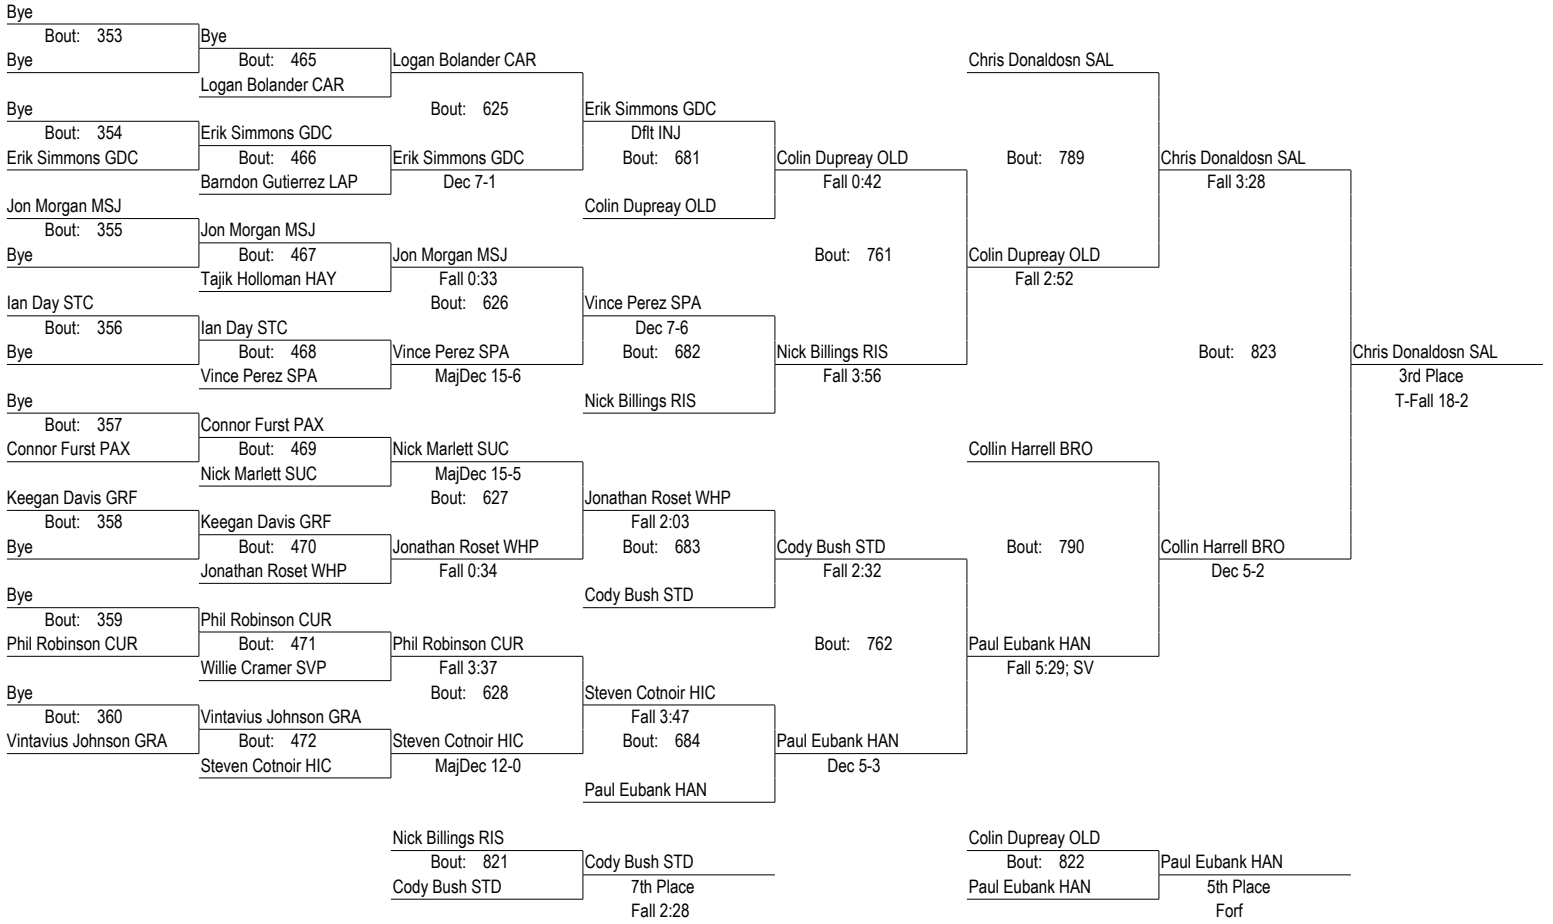 Bye
Bout: 353
Bye
Bye
Bout: 354
Erik Simmons GDC
Jon Morgan MSJ
Bout: 355
Bye
Ian Day STC
Bout: 356
Bye
Bye
Bout: 357
Connor Furst PAX
Keegan Davis GRF
Bout: 358
Bye
Bye
Bout: 359
Phil Robinson CUR
Bye
Bout: 360
Vintavius Johnson GRA
Bye
Bout: 465
Logan Bolander CAR
Erik Simmons GDC
Bout: 466
Barndon Gutierrez LAP
Jon Morgan MSJ
Bout: 467
Tajik Holloman HAY
Ian Day STC
Bout: 468
Vince Perez SPA
Connor Furst PAX
Bout: 469
Nick Marlett SUC
Keegan Davis GRF
Bout: 470
Jonathan Roset WHP
Phil Robinson CUR
Bout: 471
Willie Cramer SVP
Vintavius Johnson GRA
Bout: 472
Steven Cotnoir HIC
Logan Bolander CAR
Bout: 625
Erik Simmons GDC
Dec 7-1
Jon Morgan MSJ
Fall 0:33
Bout: 626
Vince Perez SPA
MajDec 15-6
Nick Marlett SUC
MajDec 15-5
Bout: 627
Jonathan Roset WHP
Fall 0:34
Phil Robinson CUR
Fall 3:37
Bout: 628
Steven Cotnoir HIC
MajDec 12-0
Erik Simmons GDC
Dflt INJ
Bout: 681
Colin Dupreay OLD
Vince Perez SPA
Dec 7-6
Bout: 682
Nick Billings RIS
Jonathan Roset WHP
Fall 2:03
Bout: 683
Cody Bush STD
Steven Cotnoir HIC
Fall 3:47
Bout: 684
Paul Eubank HAN
Colin Dupreay OLD
Fall 0:42
Bout: 761
Nick Billings RIS
Fall 3:56
Cody Bush STD
Fall 2:32
Bout: 762
Paul Eubank HAN
Dec 5-3
Chris Donaldosn SAL
Bout: 789
Colin Dupreay OLD
Fall 2:52
Collin Harrell BRO
Bout: 790
Paul Eubank HAN
Fall 5:29; SV
Chris Donaldosn SAL
Fall 3:28
Bout: 823
Collin Harrell BRO
Dec 5-2
Chris Donaldosn SAL
3rd Place
T-Fall 18-2
Nick Billings RIS
Bout: 821
Cody Bush STD
Cody Bush STD
7th Place
Fall 2:28
Colin Dupreay OLD
Bout: 822
Paul Eubank HAN
Paul Eubank HAN
5th Place
Forf